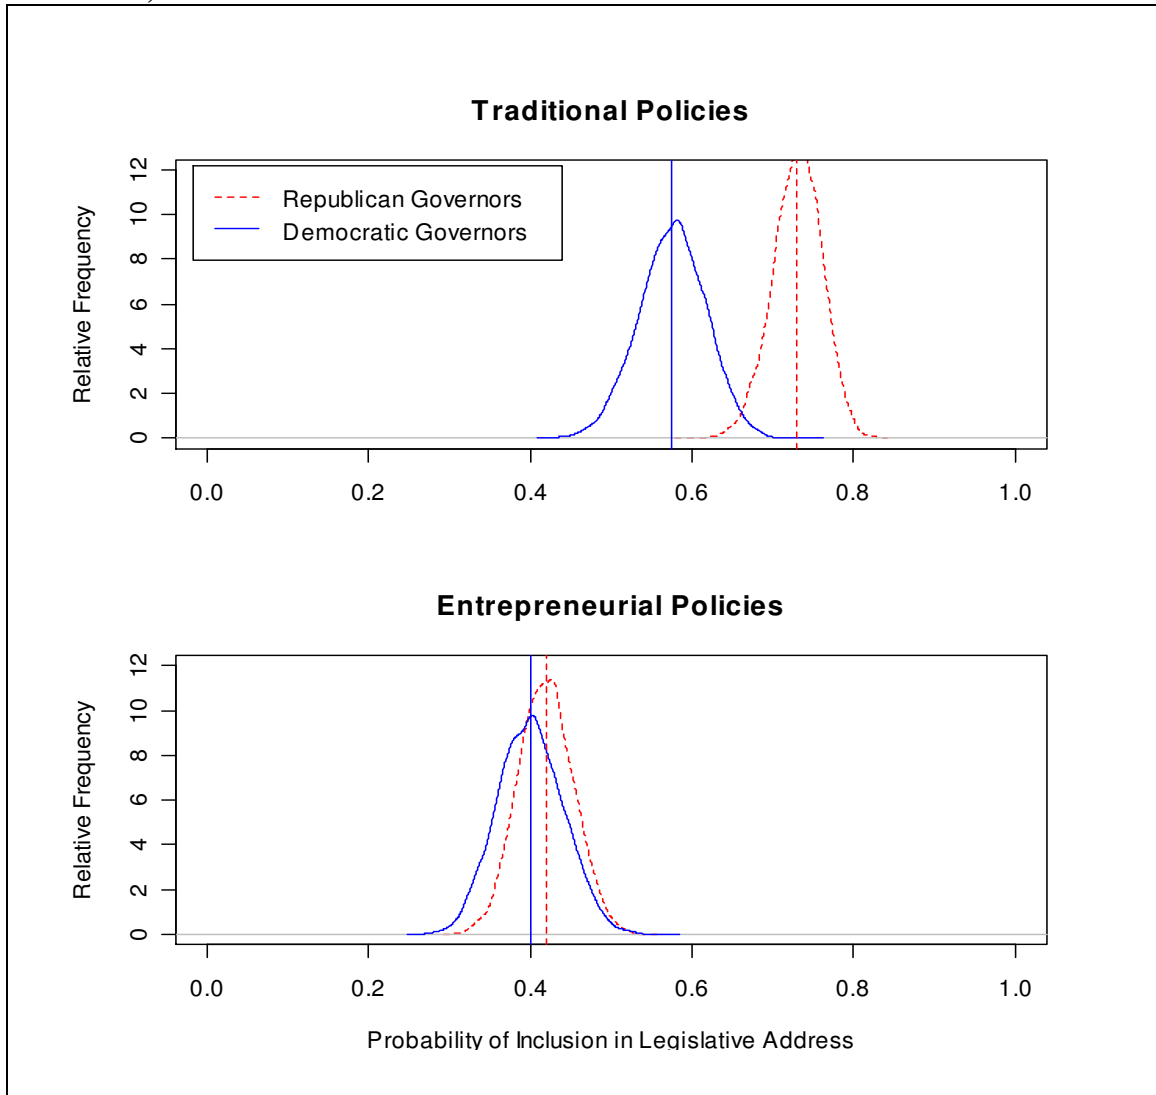 Traditional Policies
Relative Frequency
12
10
8
6
4
2
0
Republican Governors
Democratic Governors
0.0 0.2 0.4 0.6 0.8 1.0
Entrepreneurial Policies
Relative Frequency
12
10
8
6
4
2
0
0.0 0.2 0.4 0.6 0.8 1.0
Probability of Inclusion in Legislative Address